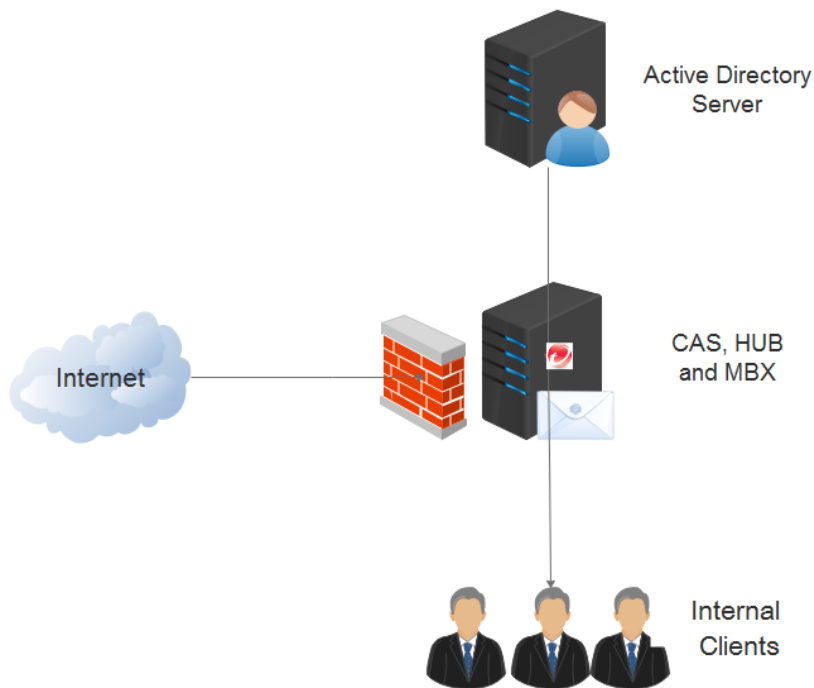 Active Directory
Server
Internet
CAS, HUB
and MBX
Internal
Clients